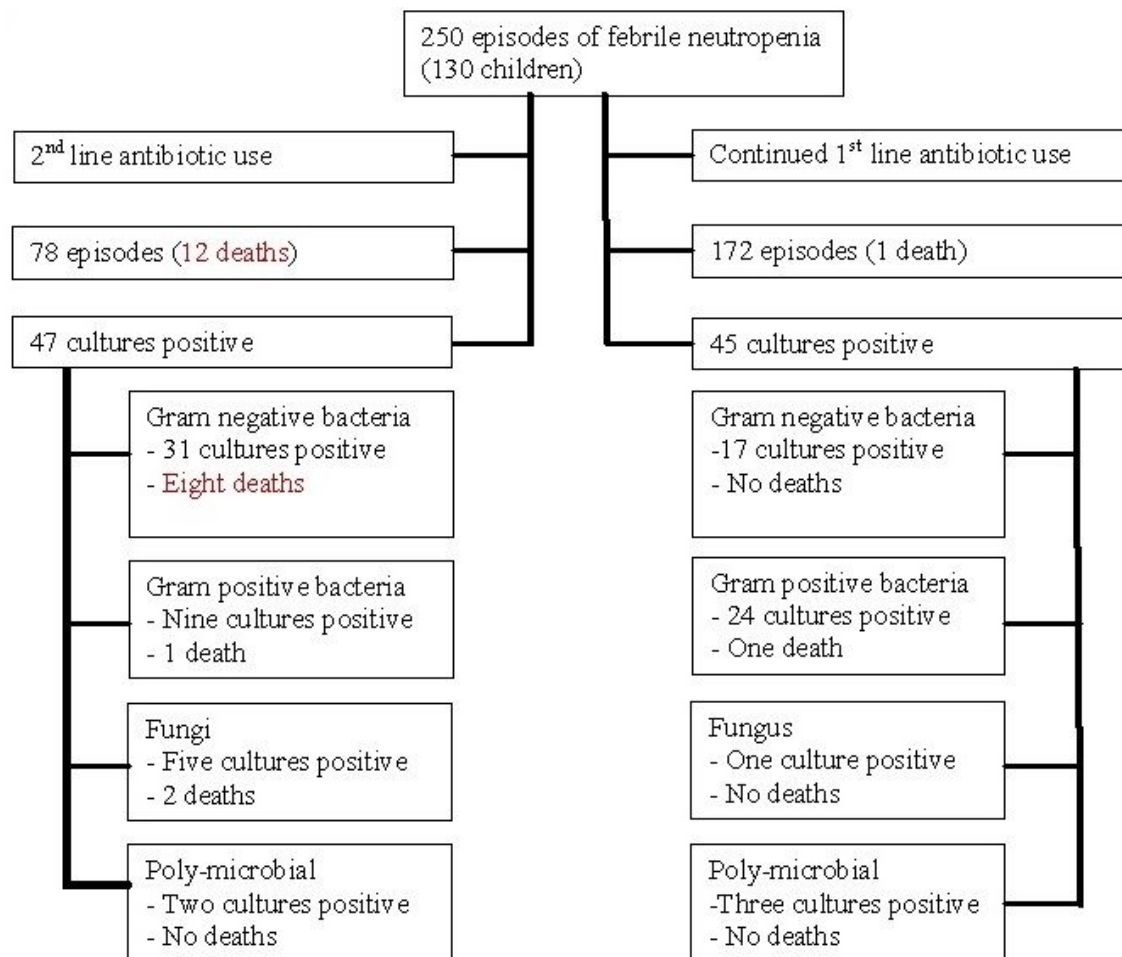 250 episodes of febrile neutropenia
(130 children)
2nd line antibiotic use
Continued 1st line antibiotic use
78 episodes (12 deaths)
172 episodes (1 death)
47 cultures positive
45 cultures positive
Gram negative bacteria
- 31 cultures positive
- Eight deaths
Gram negative bacteria
-17 cultures positive
- No deaths
Gram positive bacteria
- Nine cultures positive
- 1 death
Gram positive bacteria
- 24 cultures positive
- One death
Fungi
- Five cultures positive
- 2 deaths
Fungus
- One culture positive
- No deaths
Poly-microbial
- Two cultures positive
- No deaths
Poly-microbial
-Three cultures positive
- No deaths